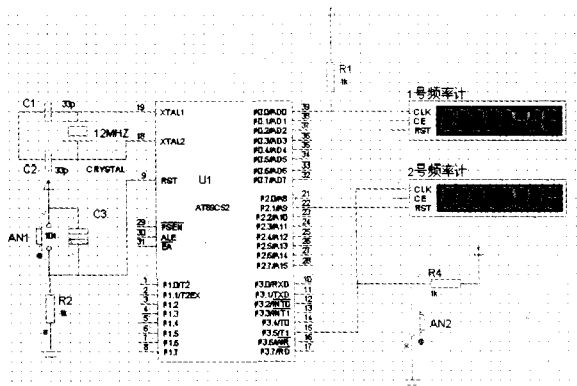 R1
1k
1号频率计
CLK
CE
RST
2号频率计
CLK
CE
RST
C1
33p
12MHZ
C2
33p
CRYSTAL
C3
10u
AN1
R2
1k
U1
AT89C52
19
XTAL1
18
XTAL2
9
RST
29
PSEN
30
ALE
31
EA
1
P1.0/T2
2
P1.1/T2EX
3
P1.2
4
P1.3
5
P1.4
6
P1.5
7
P1.6
8
P1.7
P0.0/AD0
39
P0.1/AD1
38
P0.2/AD2
37
P0.3/AD3
36
P0.4/AD4
35
P0.5/AD5
34
P0.6/AD6
33
P0.7/AD7
32
P2.0/A8
21
P2.1/A9
22
P2.2/A10
23
P2.3/A11
24
P2.4/A12
25
P2.5/A13
26
P2.6/A14
27
P2.7/A15
28
P3.0/RXD
10
P3.1/TXD
11
P3.2/INT0
12
P3.3/INT1
13
P3.4/T0
14
P3.5/T1
15
P3.6/WR
16
P3.7/RD
17
R4
1k
AN2